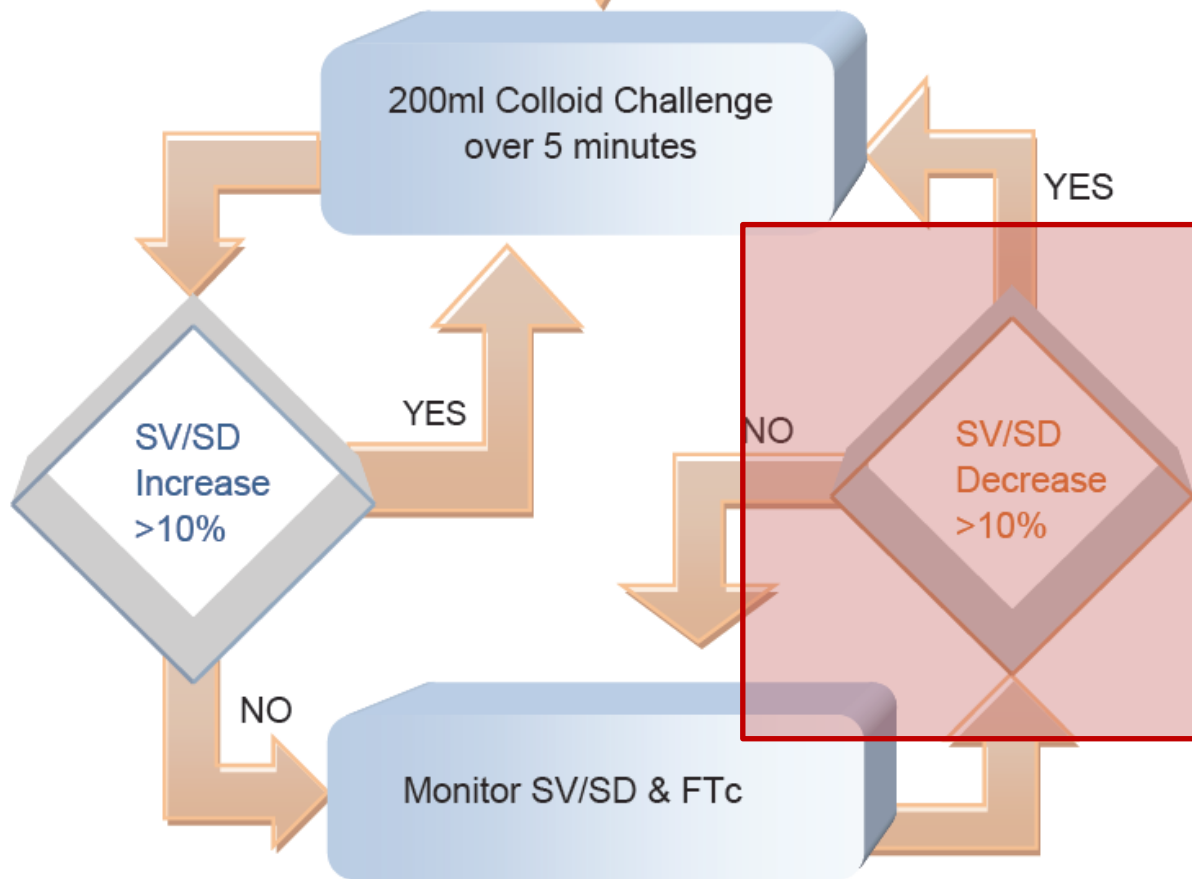 200ml Colloid Challenge
over 5 minutes
YES
YES
NO
SV/SD
Increase
>10%
SV/SD
Decrease
>10%
NO
Monitor SV/SD & FTc